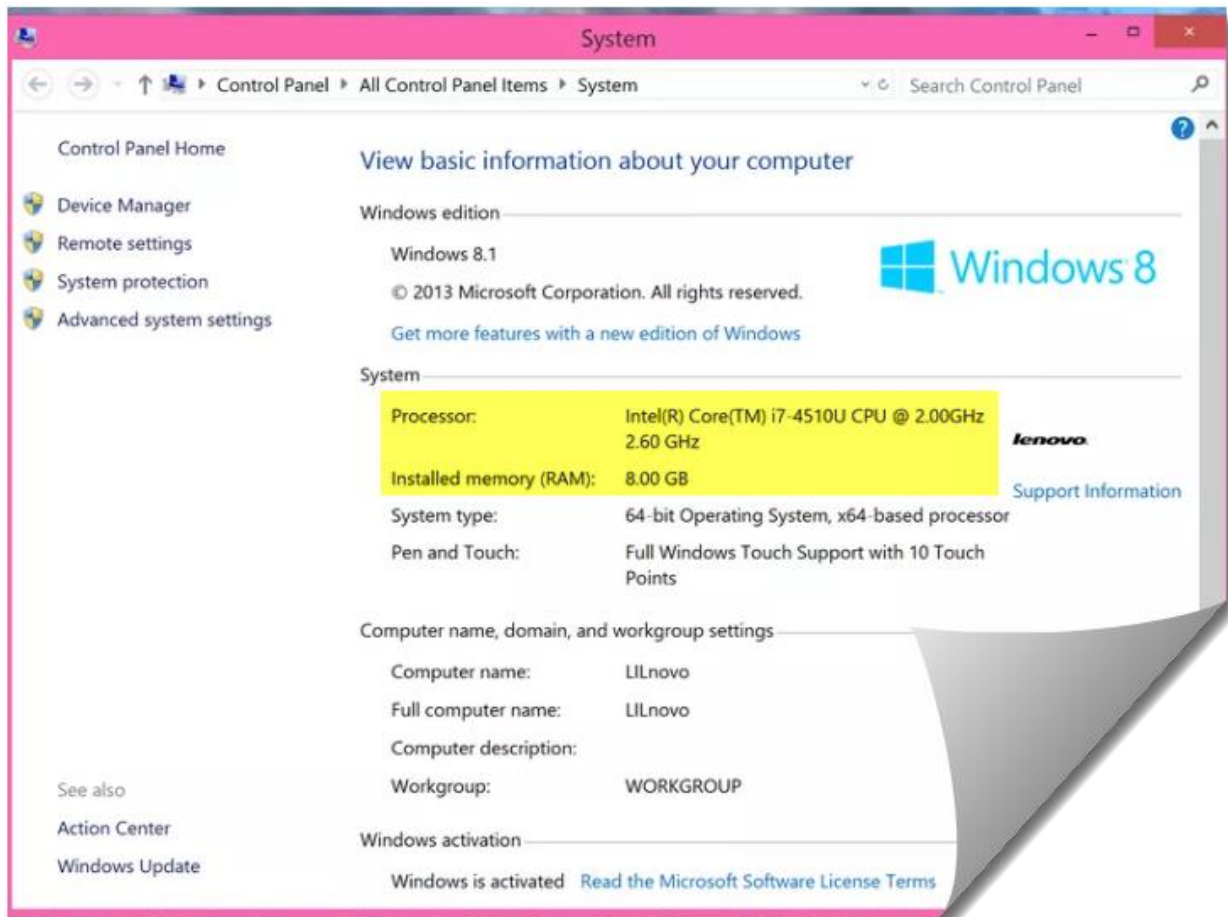 System
Control Panel All Control Panel Items System
Search Control Panel
Control Panel Home
Device Manager
Remote settings
System protection
Advanced system settings
See also
Action Center
Windows Update
View basic information about your computer
Windows edition
Windows 8.1
© 2013 Microsoft Corporation. All rights reserved.
Get more features with a new edition of Windows
Windows 8
System
Processor: Intel(R) Core(TM) i7-4510U CPU @ 2.00GHz
2.60 GHz
Installed memory (RAM): 8.00 GB
System type: 64-bit Operating System, x64-based processor
Pen and Touch: Full Windows Touch Support with 10 Touch
Points
lenovo
Support Information
Computer name, domain, and workgroup settings
Computer name: LILnovo
Full computer name: LILnovo
Computer description:
Workgroup: WORKGROUP
Windows activation
Windows is activated Read the Microsoft Software License Terms